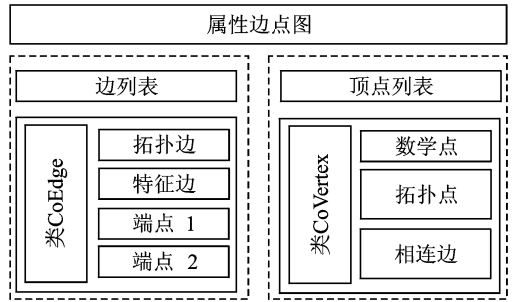 属性边点图
边列表
类CoEdge
拓扑边
特征边
端点 1
端点 2
顶点列表
类CoVertex
数学点
拓扑点
相连边